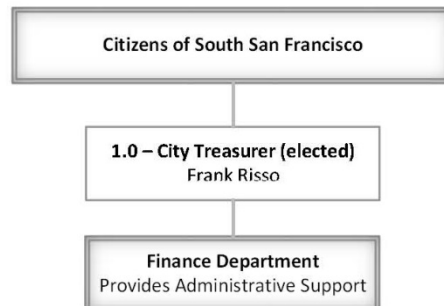 Citizens of South San Francisco
1.0 – City Treasurer (elected)
Frank Risso
Finance Department
Provides Administrative Support